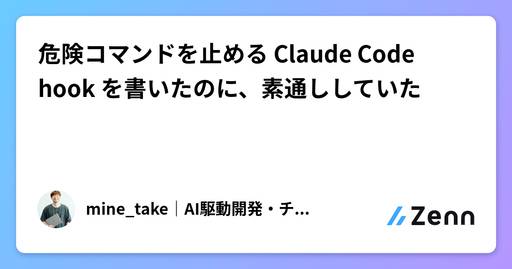 危険コマンドを止める Claude Code
hook を書いたのに、素通ししていた
mine_take｜AI駆動開発・チ...
Zenn